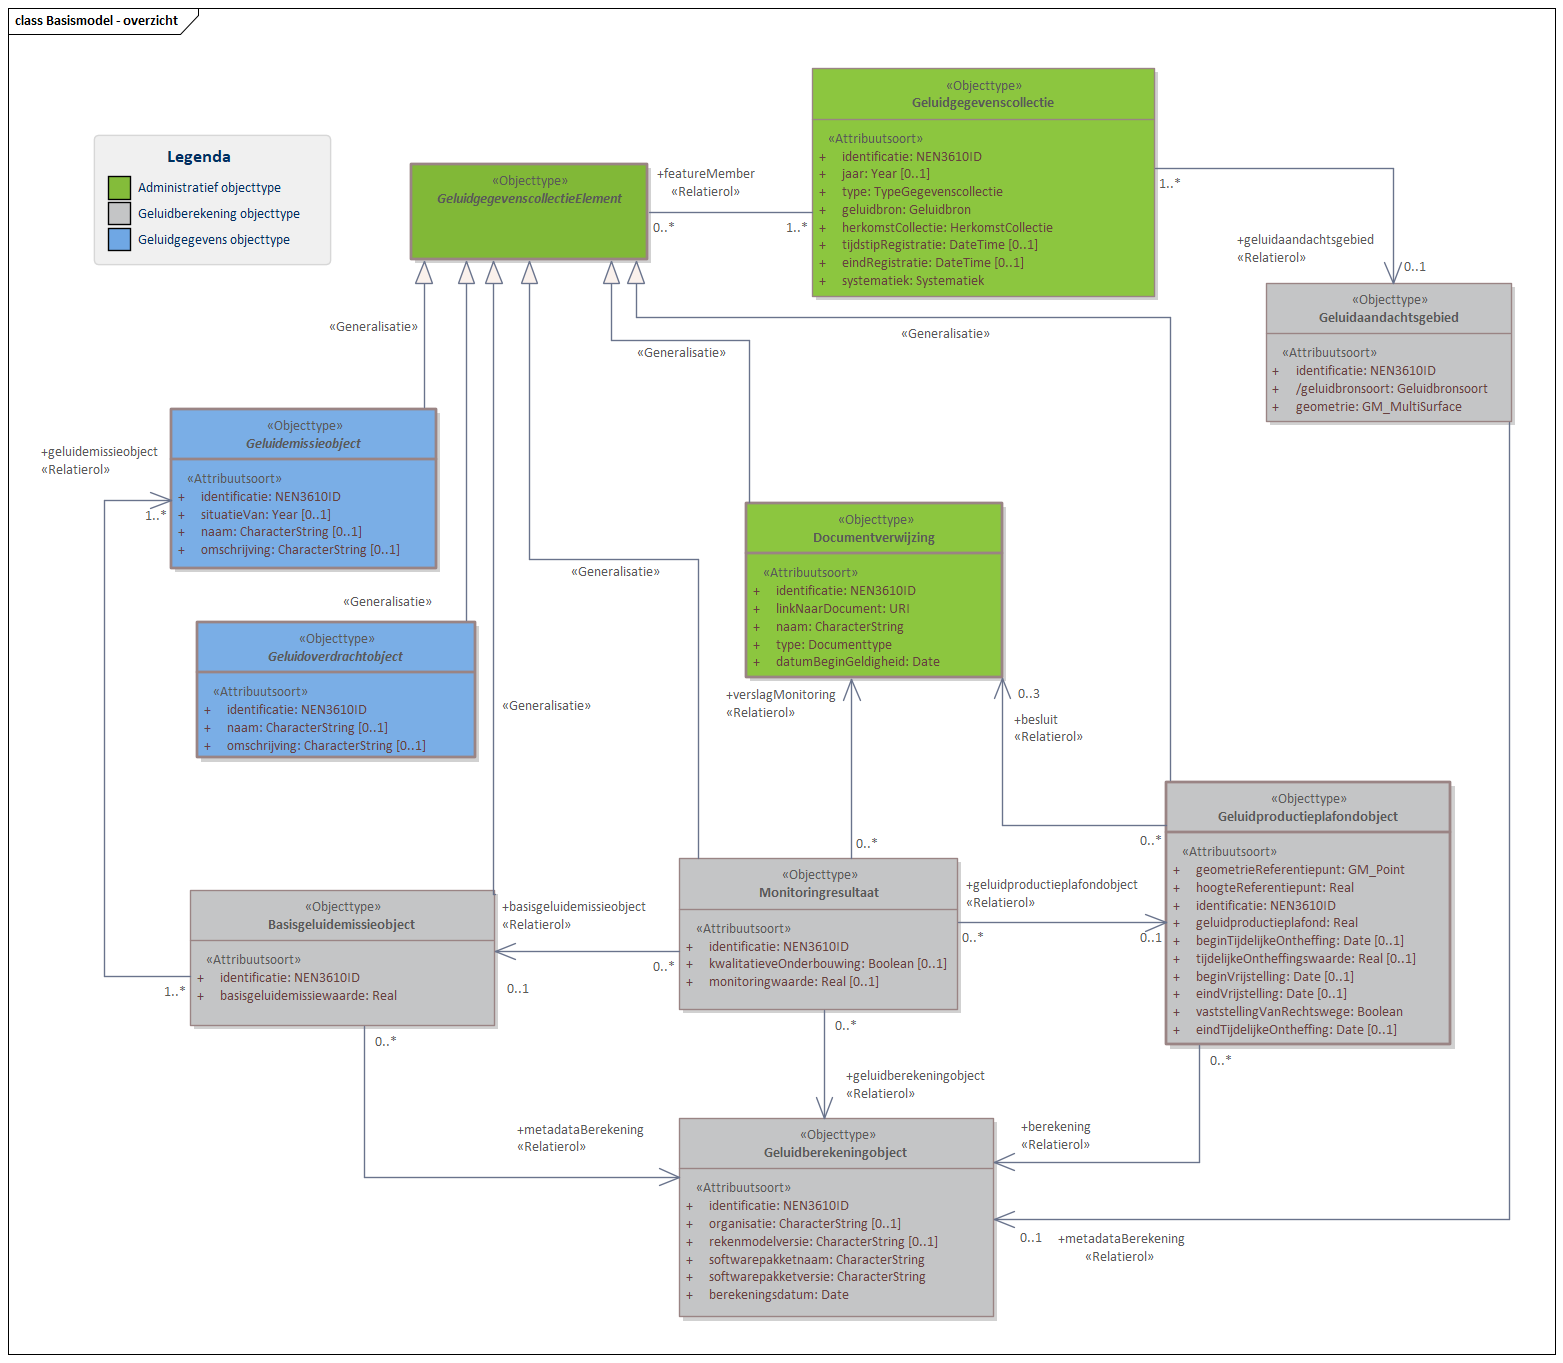 class Basismodel - overzicht
Legenda
Administratief objecttype
Geluidberekening objecttype
Geluidgegevens objecttype
«Objecttype»
GeluidgegevenscollectieElement
+featureMember
«Relatierol»
0..*
1..*
«Objecttype»
Geluidgegevenscollectie
«Attribuutsoort»
+ identificatie: NEN3610ID
+ jaar: Year [0..1]
+ type: TypeGegevenscollectie
+ geluidbron: Geluidbron
+ herkomstCollectie: HerkomstCollectie
+ tijdstipRegistratie: DateTime [0..1]
+ eindRegistratie: DateTime [0..1]
+ systematiek: Systematiek
1..*
+geluidaandachtsgebied
«Relatierol»
0..1
«Objecttype»
Geluidaandachtsgebied
«Attribuutsoort»
+ identificatie: NEN3610ID
+ /geluidbronsoort: Geluidbronsoort
+ geometrie: GM_MultiSurface
«Generalisatie»
«Generalisatie»
«Generalisatie»
«Objecttype»
Geluidemissieobject
«Attribuutsoort»
+ identificatie: NEN3610ID
+ situatieVan: Year [0..1]
+ naam: CharacterString [0..1]
+ omschrijving: CharacterString [0..1]
+geluidemissieobject
«Relatierol»
1..*
«Generalisatie»
«Generalisatie»
«Objecttype»
Geluidoverdrachtobject
«Attribuutsoort»
+ identificatie: NEN3610ID
+ naam: CharacterString [0..1]
+ omschrijving: CharacterString [0..1]
«Generalisatie»
«Objecttype»
Documentverwijzing
«Attribuutsoort»
+ identificatie: NEN3610ID
+ linkNaarDocument: URI
+ naam: CharacterString
+ type: Documenttype
+ datumBeginGeldigheid: Date
+verslagMonitoring
«Relatierol»
0..3
+besluit
«Relatierol»
0..*
0..*
«Objecttype»
Geluidproductieplafondobject
«Attribuutsoort»
+ geometrieReferentiepunt: GM_Point
+ hoogteReferentiepunt: Real
+ identificatie: NEN3610ID
+ geluidproductieplafond: Real
+ beginTijdelijkeOntheffing: Date [0..1]
+ tijdelijkeOntheffingswaarde: Real [0..1]
+ beginVrijstelling: Date [0..1]
+ eindVrijstelling: Date [0..1]
+ vaststellingVanRechtswege: Boolean
+ eindTijdelijkeOntheffing: Date [0..1]
«Objecttype»
Monitoringresultaat
«Attribuutsoort»
+ identificatie: NEN3610ID
+ kwalitatieveOnderbouwing: Boolean [0..1]
+ monitoringwaarde: Real [0..1]
+geluidproductieplafondobject
«Relatierol»
0..*
0..1
+basisgeluidemissieobject
«Relatierol»
0..*
0..1
«Objecttype»
Basisgeluidemissieobject
«Attribuutsoort»
+ identificatie: NEN3610ID
+ basisgeluidemissiewaarde: Real
1..*
0..*
0..*
0..*
+geluidberekeningobject
«Relatierol»
+metadataBerekening
«Relatierol»
+berekening
«Relatierol»
«Objecttype»
Geluidberekeningobject
«Attribuutsoort»
+ identificatie: NEN3610ID
+ organisatie: CharacterString [0..1]
+ rekenmodelversie: CharacterString [0..1]
+ softwarepakketnaam: CharacterString
+ softwarepakketversie: CharacterString
+ berekeningsdatum: Date
0..1
+metadataBerekening
«Relatierol»